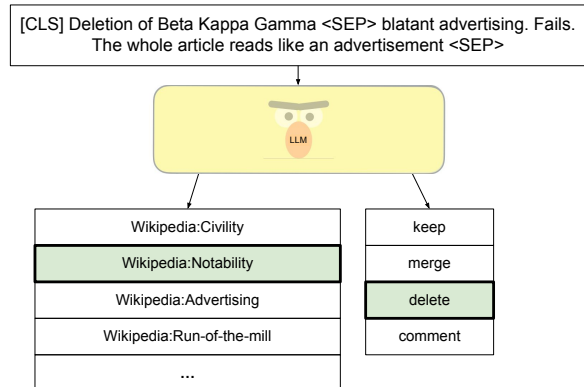 [CLS] Deletion of Beta Kappa Gamma <SEP> blatant advertising. Fails.
The whole article reads like an advertisement <SEP>
LLM
Wikipedia:Civility
Wikipedia:Notability
Wikipedia:Advertising
Wikipedia:Run-of-the-mill
...
keep
merge
delete
comment